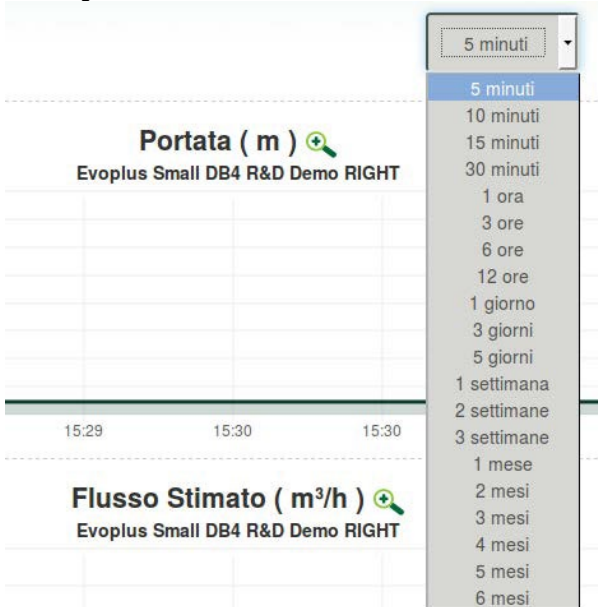 5 minuti
5 minuti
10 minuti
15 minuti
30 minuti
1 ora
3 ore
6 ore
12 ore
1 giorno
3 giorni
5 giorni
1 settimana
2 settimane
3 settimane
1 mese
2 mesi
3 mesi
4 mesi
5 mesi
6 mesi
Portata ( m )
Evoplus Small DB4 R&D Demo RIGHT
15:29 15:30 15:30
Flusso Stimato ( m³/h )
Evoplus Small DB4 R&D Demo RIGHT